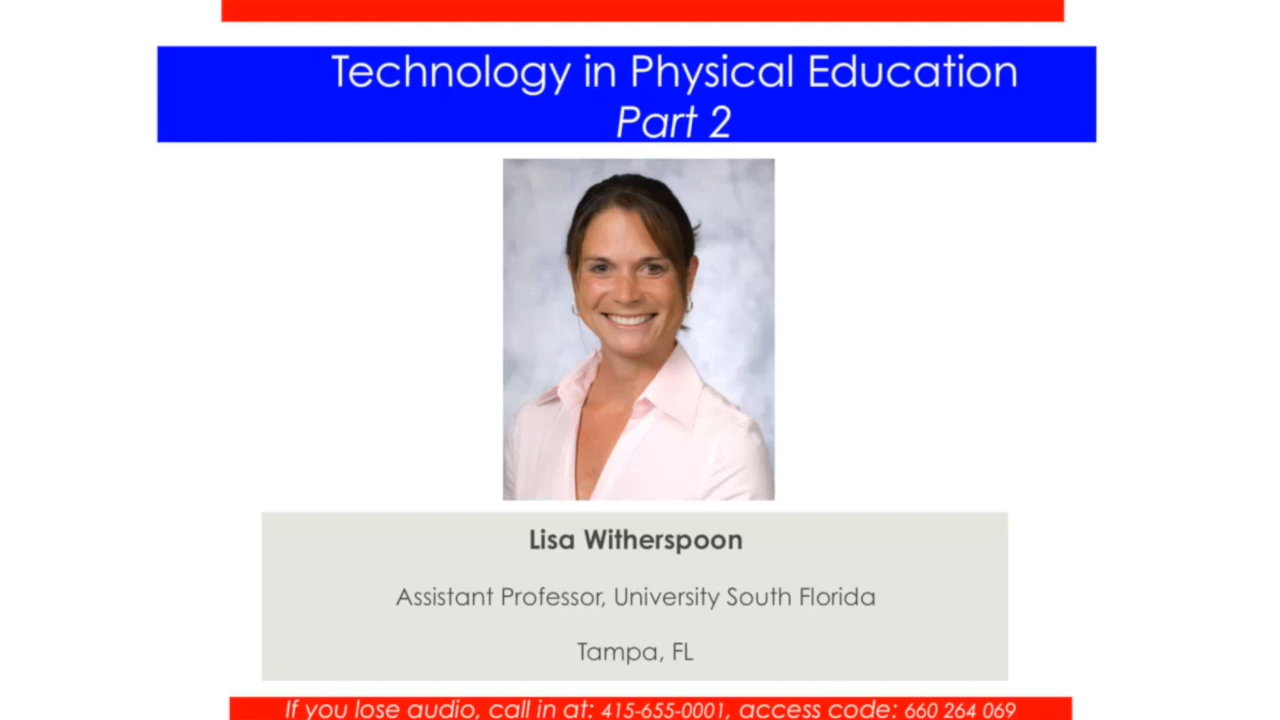 Technology in Physical Education
Part 2
Lisa Witherspoon
Assistant Professor, University South Florida
Tampa, FL
If you lose audio, call in at: 415-655-0001, access code: 660 264 069